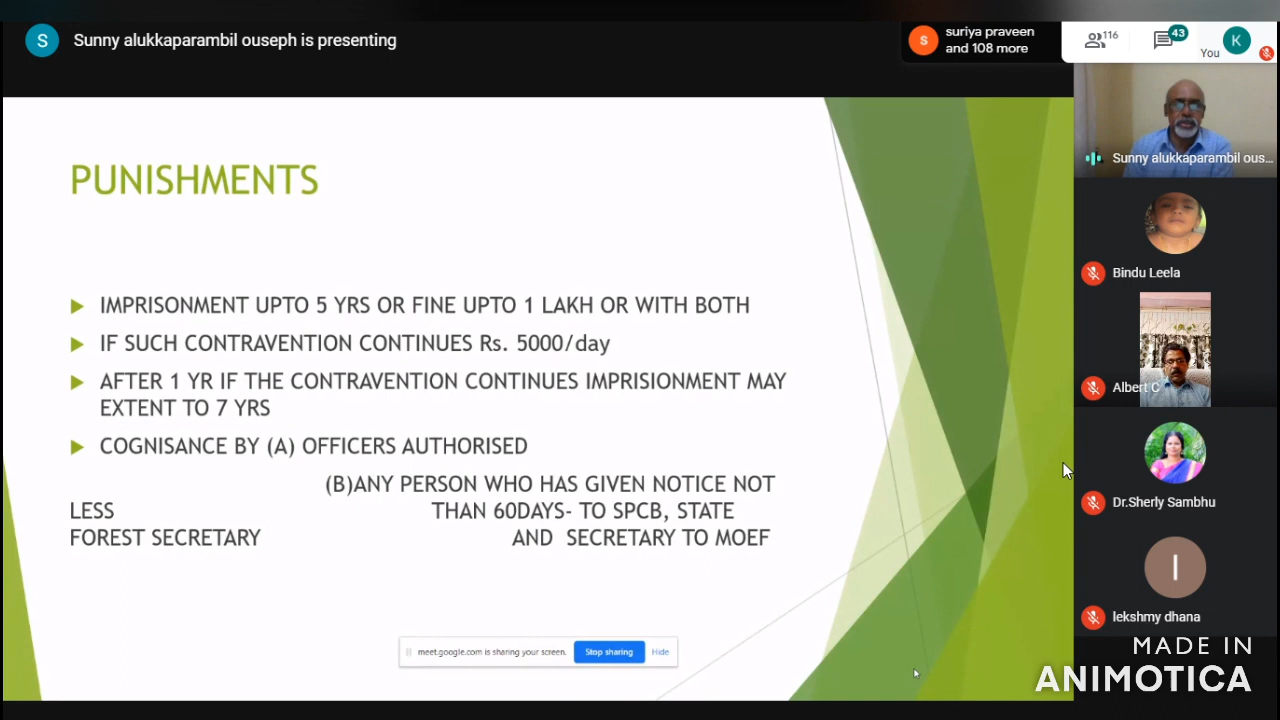 S
Sunny alukkaparambil ouseph is presenting
S
suriya praveen
and 108 more
116
43
You
K
PUNISHMENTS
IMPRISONMENT UPTO 5 YRS OR FINE UPTO 1 LAKH OR WITH BOTH
IF SUCH CONTRAVENTION CONTINUES Rs. 5000/day
AFTER 1 YR IF THE CONTRAVENTION CONTINUES IMPRISIONMENT MAY
EXTENT TO 7 YRS
COGNISANCE BY (A) OFFICERS AUTHORISED
(B)ANY PERSON WHO HAS GIVEN NOTICE NOT
LESS THAN 60DAYS- TO SPCB, STATE
FOREST SECRETARY AND SECRETARY TO MOEF
meet.google.com is sharing your screen.
Stop sharing
Hide
Sunny alukkaparambil ous...
Bindu Leela
Albert C
Dr.Sherly Sambhu
I
lekshmy dhana
MADE IN
ANIMOTICA